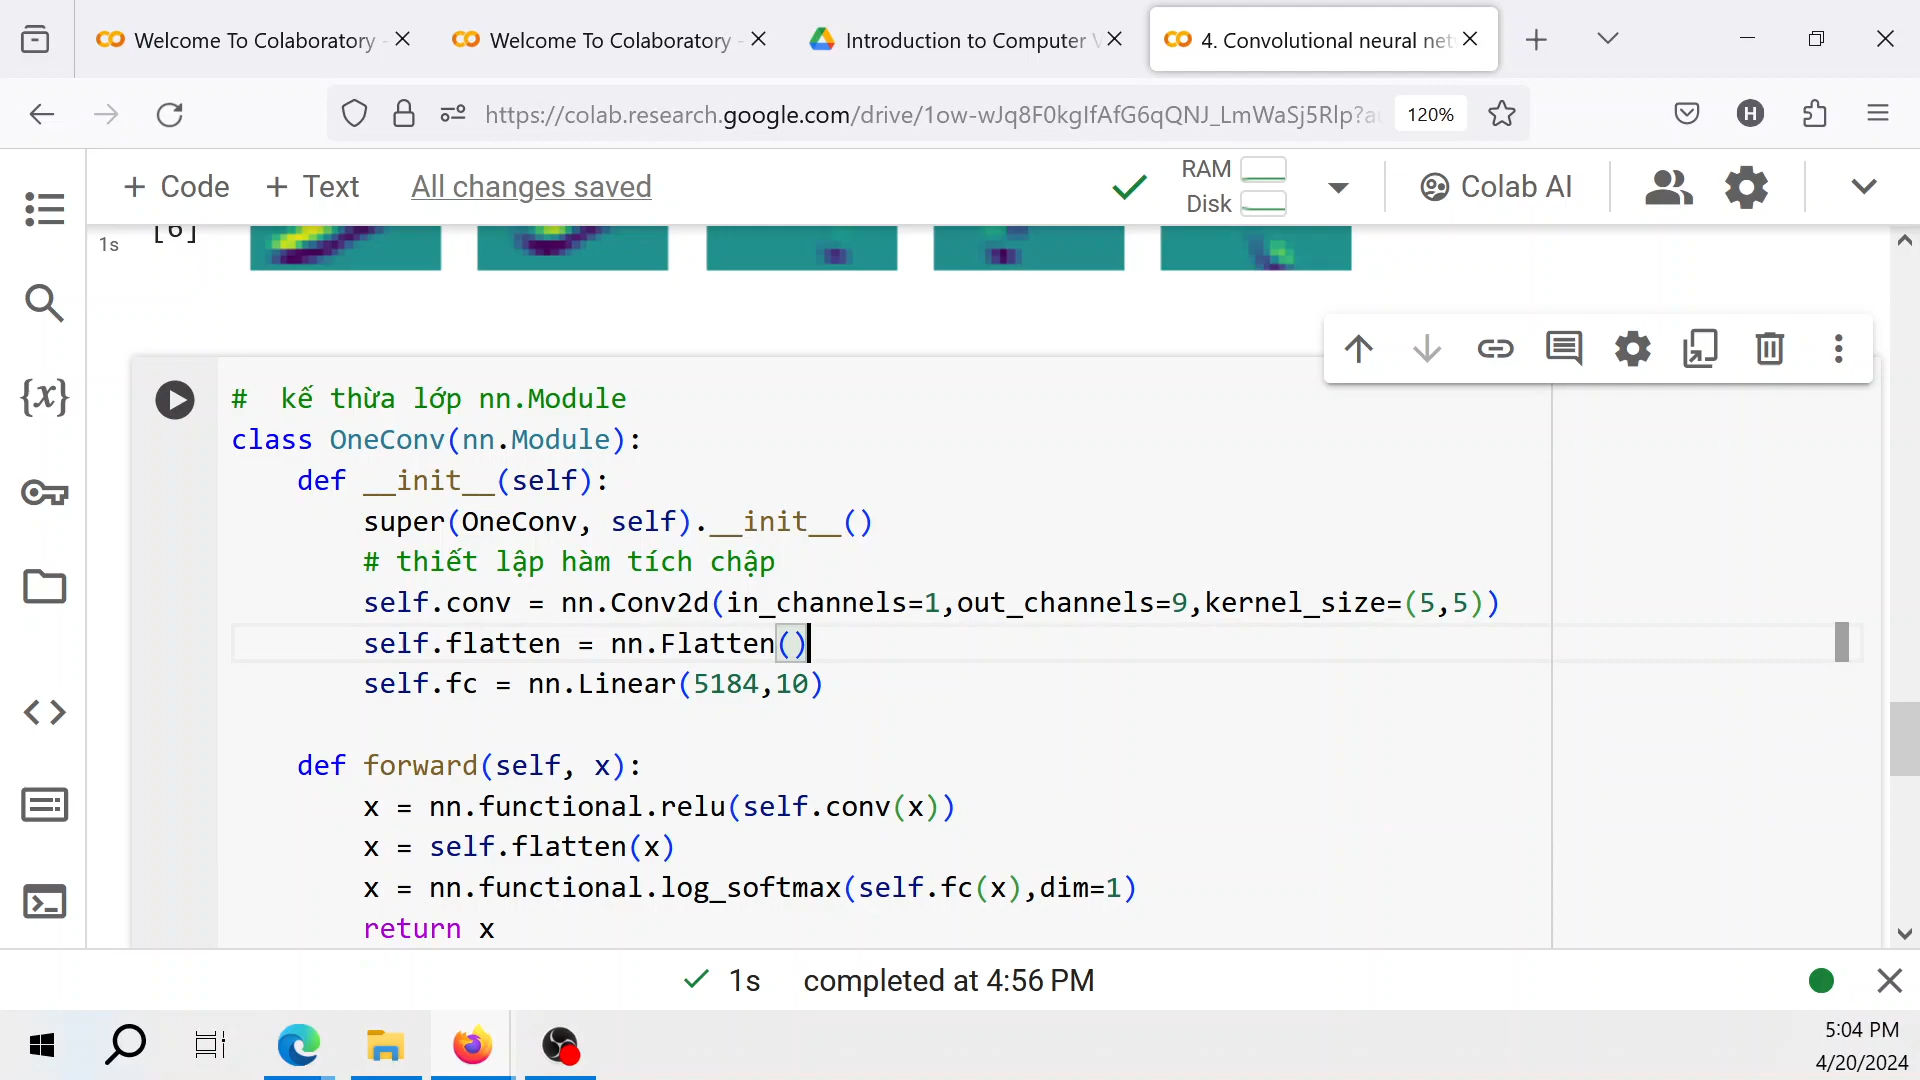 Welcome To Colaboratory -
Welcome To Colaboratory -
Introduction to Computer V
4. Convolutional neural net
https://colab.research.google.com/drive/1ow-wJq8F0kgIfAfG6qQNJ_LmWaSj5Rlp?au
120%
H
+ Code + Text All changes saved
RAM
Disk
Colab AI
1s
[6]
{x}
# kế thừa lớp nn.Module
class OneConv(nn.Module):
def __init__(self):
super(OneConv, self).__init__()
# thiết lập hàm tích chập
self.conv = nn.Conv2d(in_channels=1,out_channels=9,kernel_size=(5,5))
self.flatten = nn.Flatten()
self.fc = nn.Linear(5184,10)
def forward(self, x):
x = nn.functional.relu(self.conv(x))
x = self.flatten(x)
x = nn.functional.log_softmax(self.fc(x),dim=1)
return x
1s completed at 4:56 PM
5:04 PM
4/20/2024